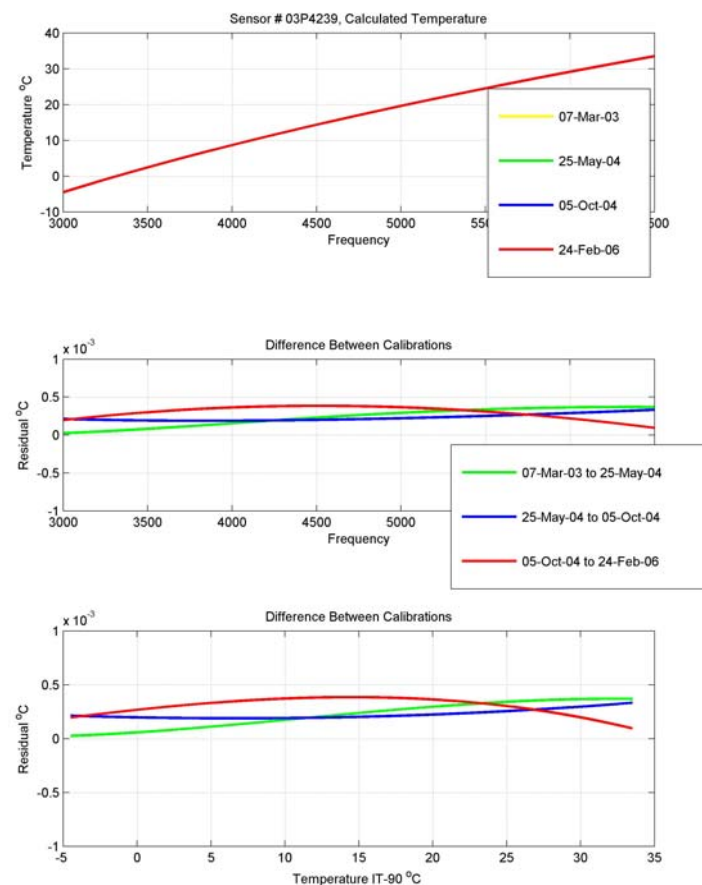 Sensor # 03P4239, Calculated Temperature
Temperature °C
40
30
20
10
0
-10
3000 3500 4000 4500 5000 55 500
Frequency
07-Mar-03
25-May-04
05-Oct-04
24-Feb-06
Difference Between Calibrations
x 10^-3
Residual °C
1
0.5
0
-0.5
-1
3000 3500 4000 4500 5000
Frequency
07-Mar-03 to 25-May-04
25-May-04 to 05-Oct-04
05-Oct-04 to 24-Feb-06
Difference Between Calibrations
x 10^-3
Residual °C
1
0.5
0
-0.5
-1
-5 0 5 10 15 20 25 30 35
Temperature IT-90 °C